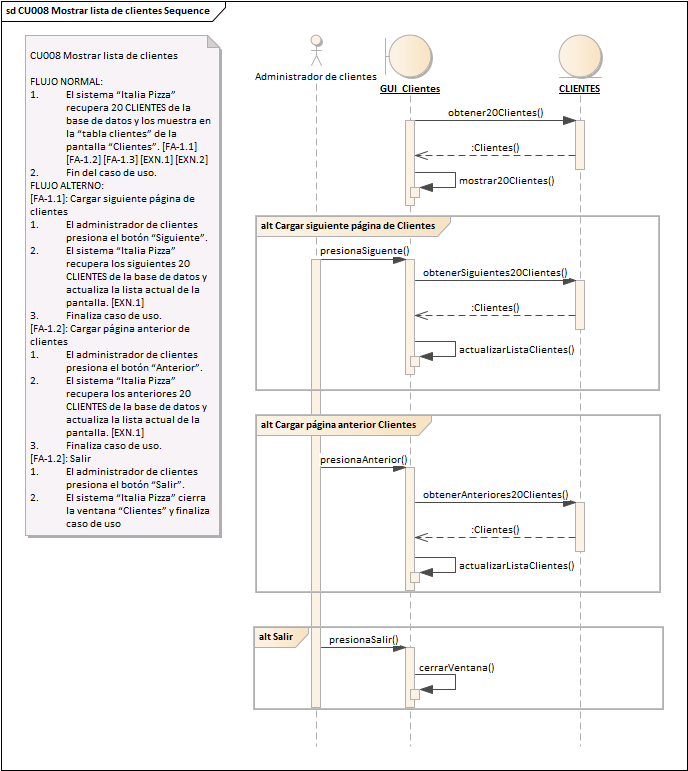 sd CU008 Mostrar lista de clientes Sequence
CU008 Mostrar lista de clientes
FLUJO NORMAL:
1. El sistema “Italia Pizza”
recupera 20 CLIENTES de la
base de datos y los muestra en
la “tabla clientes” de la
pantalla “Clientes”. [FA-1.1]
[FA-1.2] [FA-1.3] [EXN.1] [EXN.2]
2. Fin del caso de uso.
FLUJO ALTERNO:
[FA-1.1]: Cargar siguiente página de
clientes
1. El administrador de clientes
presiona el botón “Siguiente”.
2. El sistema “Italia Pizza”
recupera los siguientes 20
CLIENTES de la base de datos y
actualiza la lista actual de la
pantalla. [EXN.1]
3. Finaliza caso de uso.
[FA-1.2]: Cargar página anterior de
clientes
1. El administrador de clientes
presiona el botón “Anterior”.
2. El sistema “Italia Pizza”
recupera los anteriores 20
CLIENTES de la base de datos y
actualiza la lista actual de la
pantalla. [EXN.1]
3. Finaliza caso de uso.
[FA-1.2]: Salir
1. El administrador de clientes
presiona el botón “Salir”.
2. El sistema “Italia Pizza” cierra
la ventana “Clientes” y finaliza
caso de uso
Administrador de clientes
GUI_Clientes
CLIENTES
obtener20Clientes()
:Clientes()
mostrar20Clientes()
alt Cargar siguiente página de Clientes
presionaSiguente()
obtenerSiguientes20Clientes()
:Clientes()
actualizarListaClientes()
alt Cargar página anterior Clientes
presionaAnterior()
obtenerAnteriores20Clientes()
:Clientes()
actualizarListaClientes()
alt Salir
presionaSalir()
cerrarVentana()